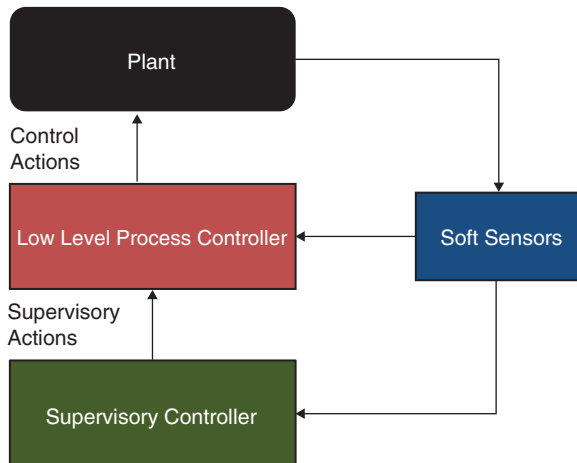 Plant
Control
Actions
Low Level Process Controller
Soft Sensors
Supervisory
Actions
Supervisory Controller